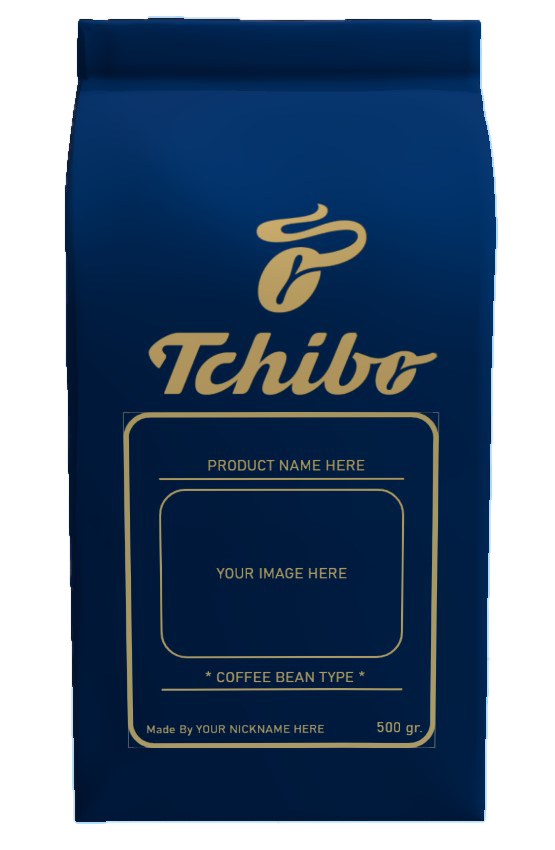 Tchibo
PRODUCT NAME HERE
YOUR IMAGE HERE
* COFFEE BEAN TYPE *
Made By YOUR NICKNAME HERE
500 gr.